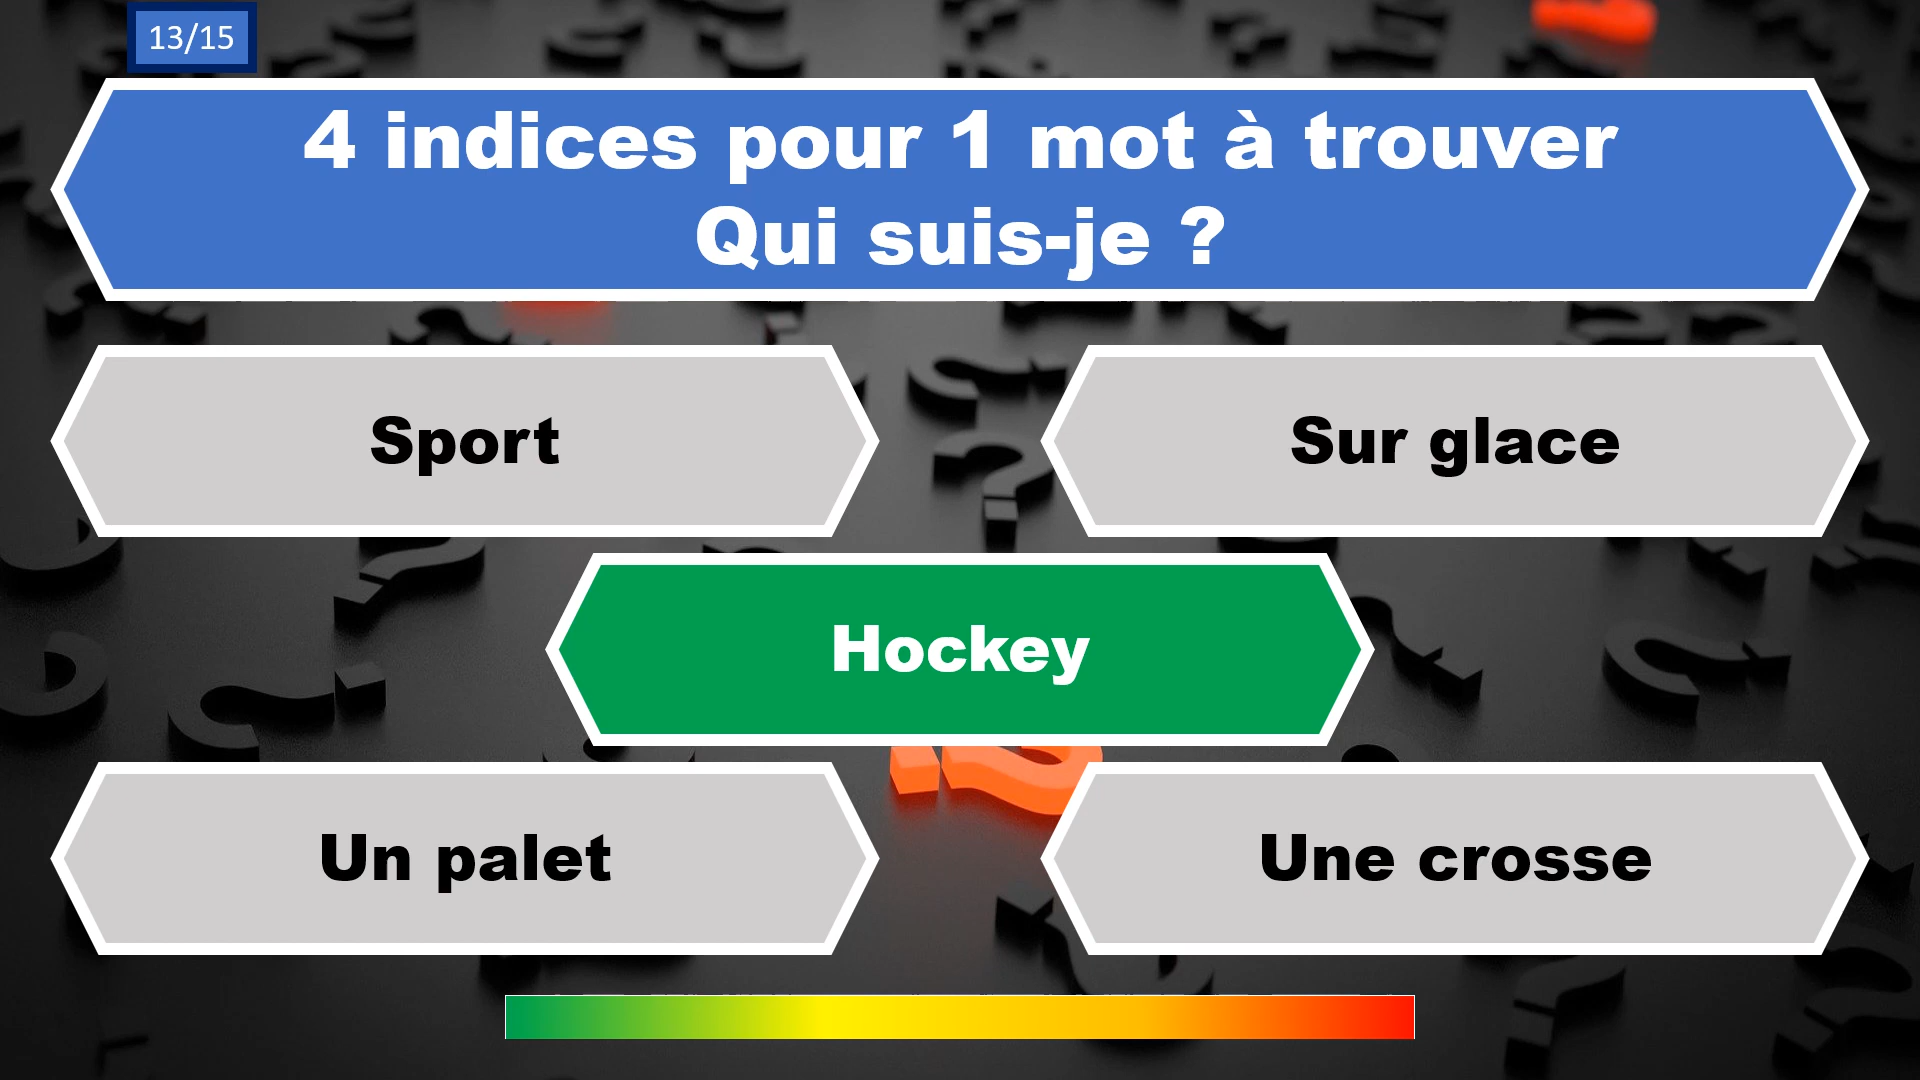 13/15
4 indices pour 1 mot à trouver
Qui suis-je ?
Sport
Sur glace
Hockey
Un palet
Une crosse